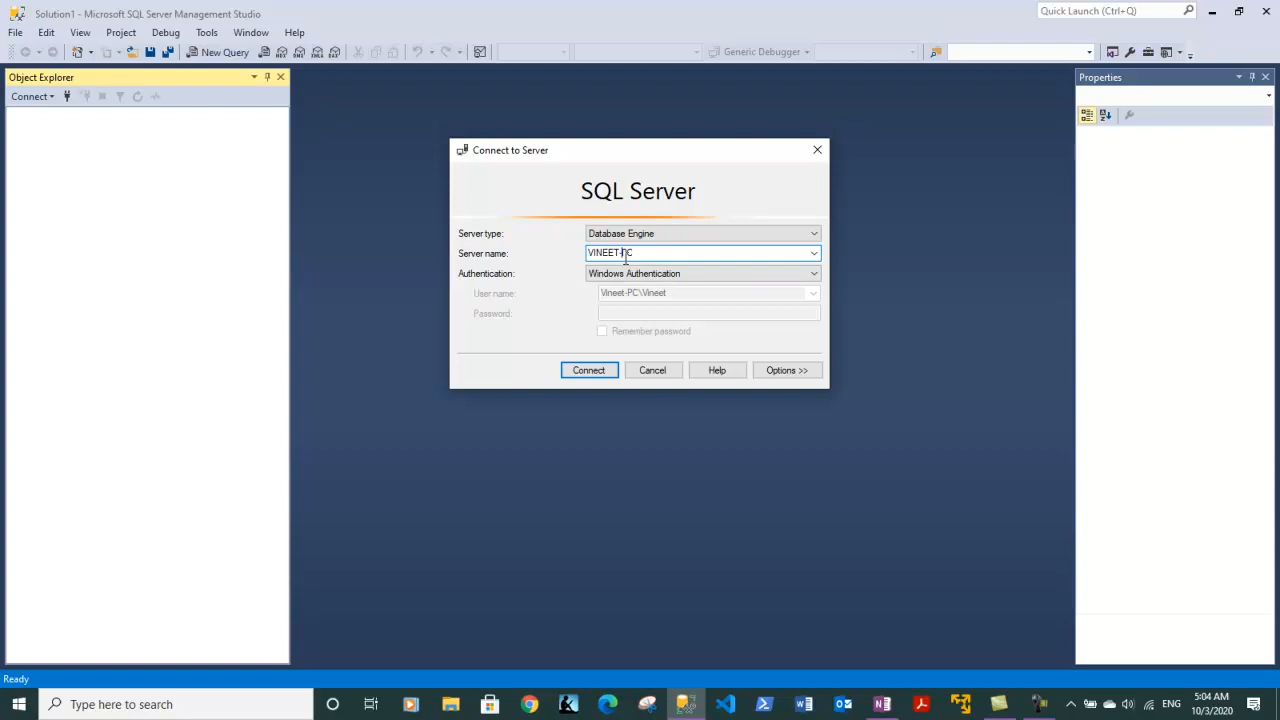 Solution1 - Microsoft SQL Server Management Studio
Quick Launch (Ctrl+Q)
File Edit View Project Debug Tools Window Help
New Query
Generic Debugger
Object Explorer
Properties
Connect
Connect to Server
SQL Server
Server type: Database Engine
Server name: VINEET-PC
Authentication: Windows Authentication
User name: Vineet-PC\Vineet
Password:
Remember password
Connect Cancel Help Options >>
Ready
Type here to search
ENG
5:04 AM
10/3/2020